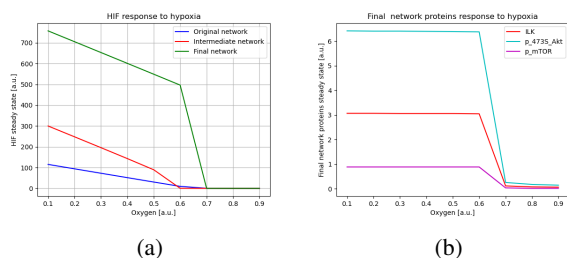 HIF response to hypoxia
Original network
Intermediate network
Final network
HIF steady state [a.u.]
700
600
500
400
300
200
100
0
0.1 0.2 0.3 0.4 0.5 0.6 0.7 0.8 0.9
Oxygen [a.u.]
(a)
Final network proteins response to hypoxia
ILK
p_473S_Akt
p_mTOR
Final network proteins steady state [a.u.]
6
5
4
3
2
1
0
0.1 0.2 0.3 0.4 0.5 0.6 0.7 0.8 0.9
Oxygen [a.u.]
(b)